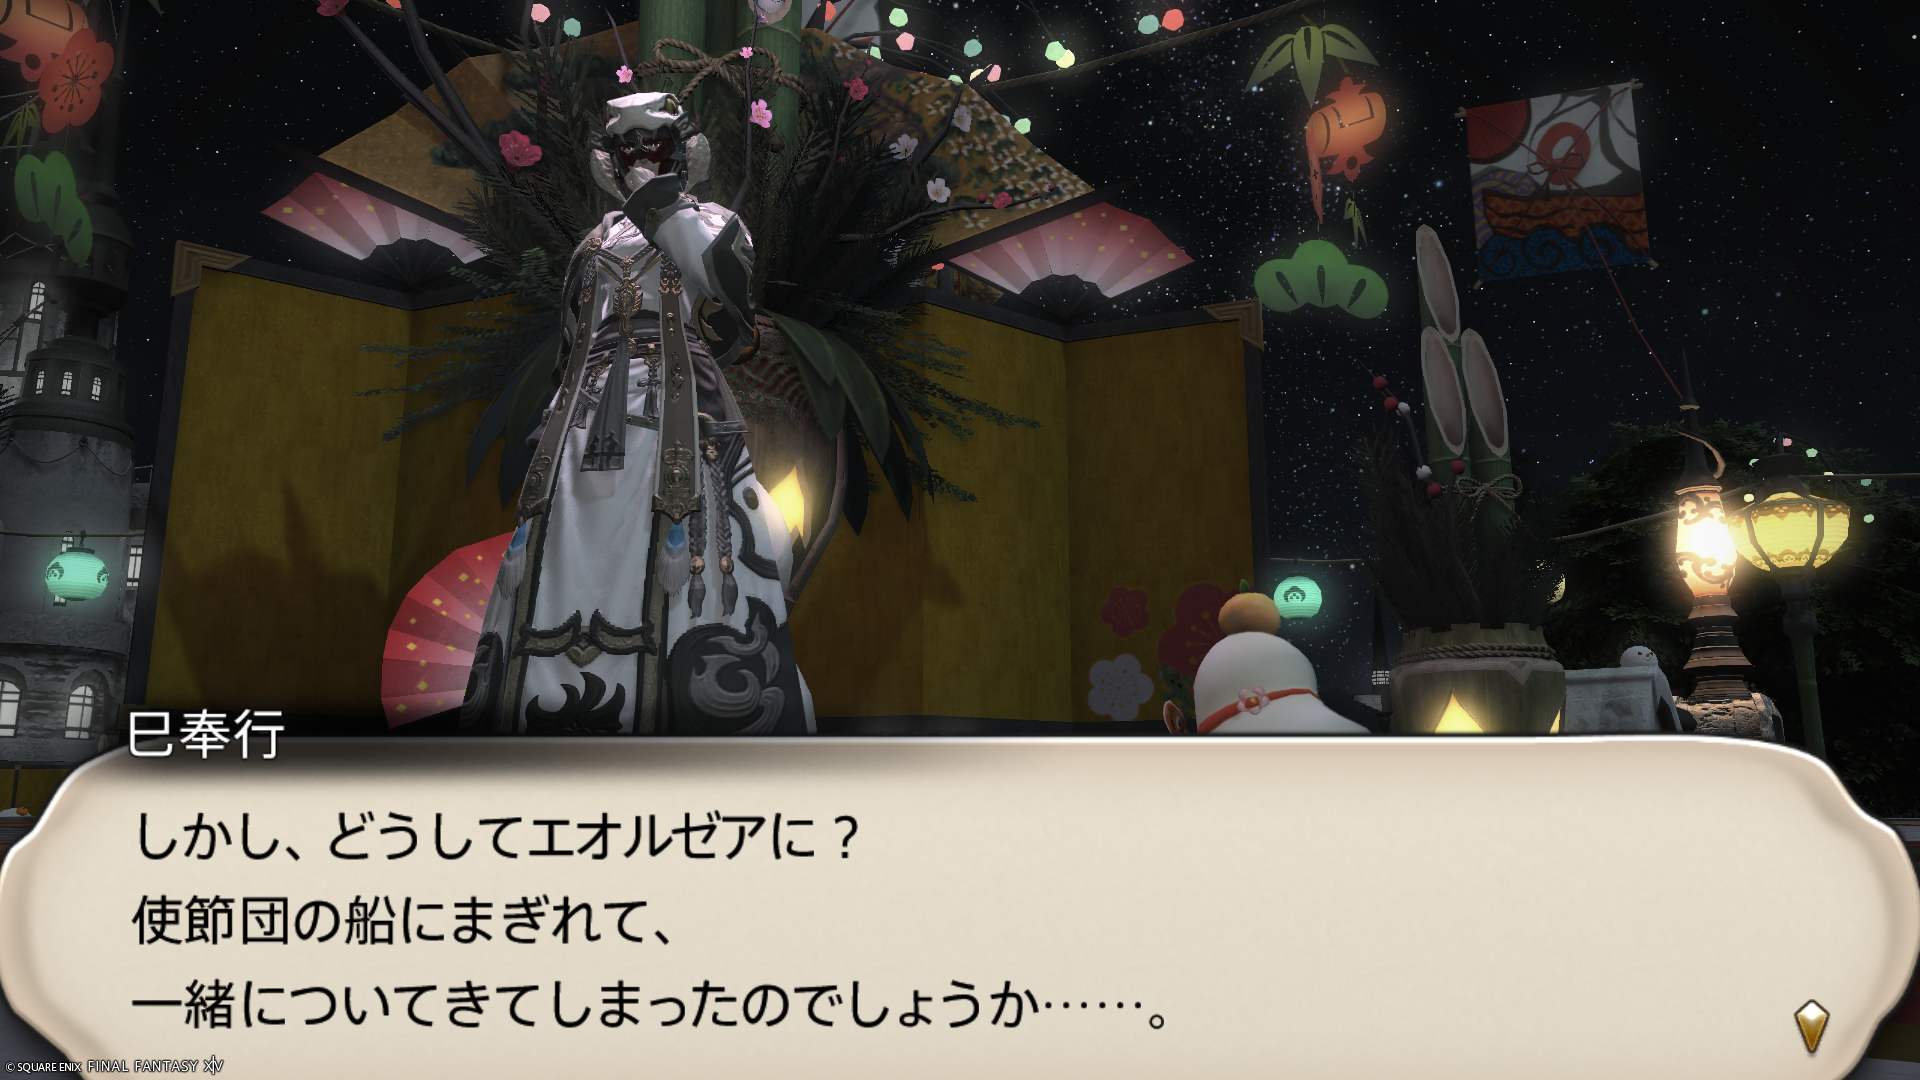 巳奉行
しかし、どうしてエオルゼアに？
使節団の船にまぎれて、
一緒についてきてしまったのでしょうか……。
© SQUARE ENIX FINAL FANTASY XIV